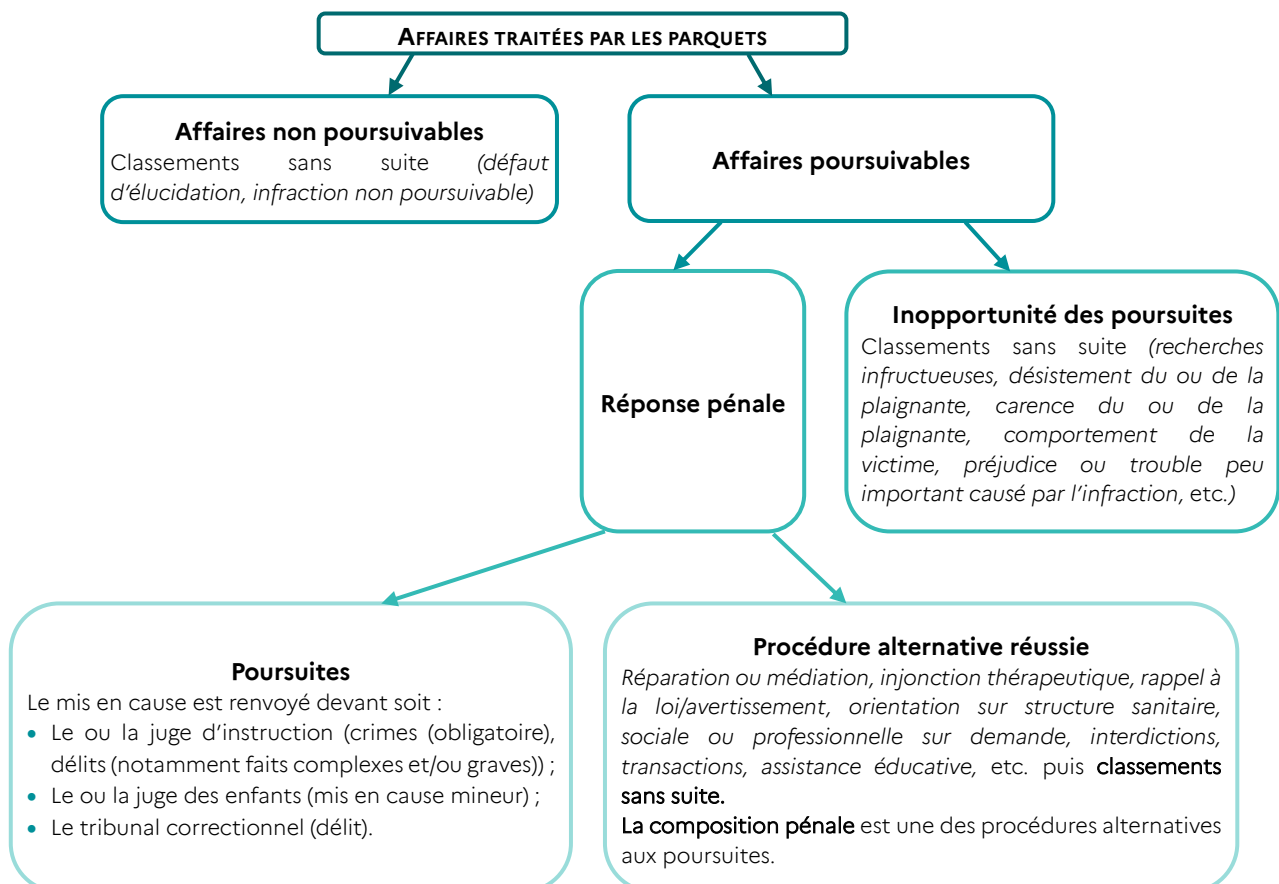 AFFAIRES TRAITÉES PAR LES PARQUETS
Affaires non poursuivables
Classements sans suite (défaut
d'élucidation, infraction non poursuivable)
Affaires poursuivables
Réponse pénale
Inopportunité des poursuites
Classements sans suite (recherches
infructueuses, désistement du ou de la
plaignante, carence du ou de la
plaignante, comportement de la
victime, préjudice ou trouble peu
important causé par l'infraction, etc.)
Poursuites
Le mis en cause est renvoyé devant soit :
• Le ou la juge d'instruction (crimes (obligatoire),
délits (notamment faits complexes et/ou graves)) ;
• Le ou la juge des enfants (mis en cause mineur) ;
• Le tribunal correctionnel (délit).
Procédure alternative réussie
Réparation ou médiation, injonction thérapeutique, rappel à
la loi/avertissement, orientation sur structure sanitaire,
sociale ou professionnelle sur demande, interdictions,
transactions, assistance éducative, etc. puis classements
sans suite.
La composition pénale est une des procédures alternatives
aux poursuites.